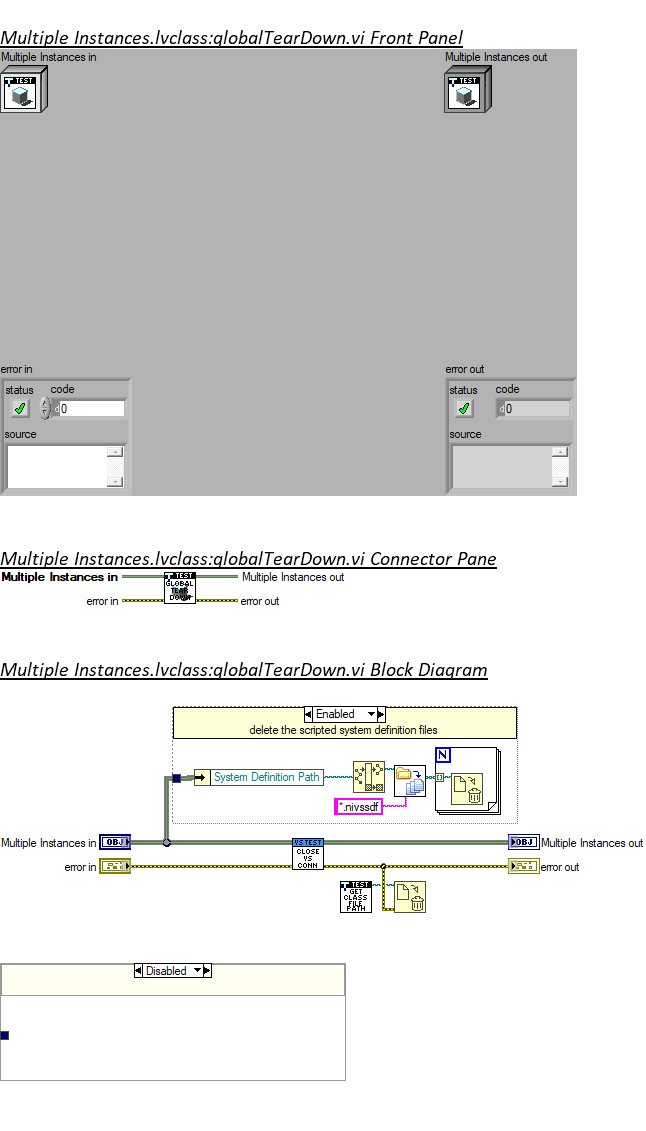 Multiple Instances.lvclass:globalTearDown.vi Front Panel
Multiple Instances in
Multiple Instances out
TEST
TEST
error in
error out
status
code
status
code
d 0
d 0
source
source
Multiple Instances.lvclass:globalTearDown.vi Connector Pane
Multiple Instances in
TEST
GLOBAL
TEAR
DOWN
Multiple Instances out
error in
error out
Multiple Instances.lvclass:globalTearDown.vi Block Diagram
Enabled
delete the scripted system definition files
N
System Definition Path
*.nivssdf
Multiple Instances in
OBJ
VS TEST
CLOSE
VS
CONN
OBJ
Multiple Instances out
error in
error out
TEST
GET
CLASS
FILE
PATH
Disabled